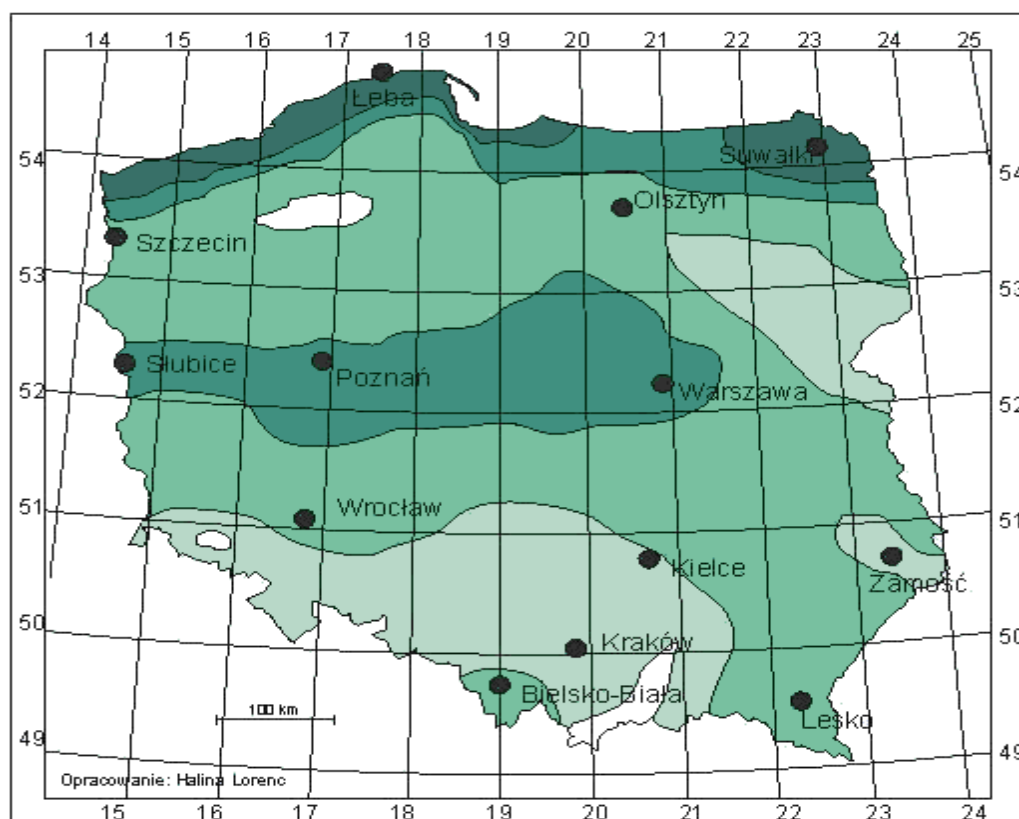 14 15 16 17 18 19 20 21 22 23 24 25
Łeba
54
Suwałki
54
Olsztyn
Szczecin
53
53
Słubice
Poznań
Warszawa
52
52
Wrocław
51
51
Kielce
Zamość
50
Kraków
50
Bielsko-Biała
Lesko
100 km
49
49
Opracowanie: Halina Lorenc
15 16 17 18 19 20 21 22 23 24